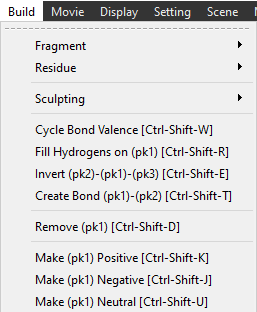 Build Movie Display Setting Scene
Fragment
Residue
Sculpting
Cycle Bond Valence [Ctrl-Shift-W]
Fill Hydrogens on (pk1) [Ctrl-Shift-R]
Invert (pk2)-(pk1)-(pk3) [Ctrl-Shift-E]
Create Bond (pk1)-(pk2) [Ctrl-Shift-T]
Remove (pk1) [Ctrl-Shift-D]
Make (pk1) Positive [Ctrl-Shift-K]
Make (pk1) Negative [Ctrl-Shift-J]
Make (pk1) Neutral [Ctrl-Shift-U]